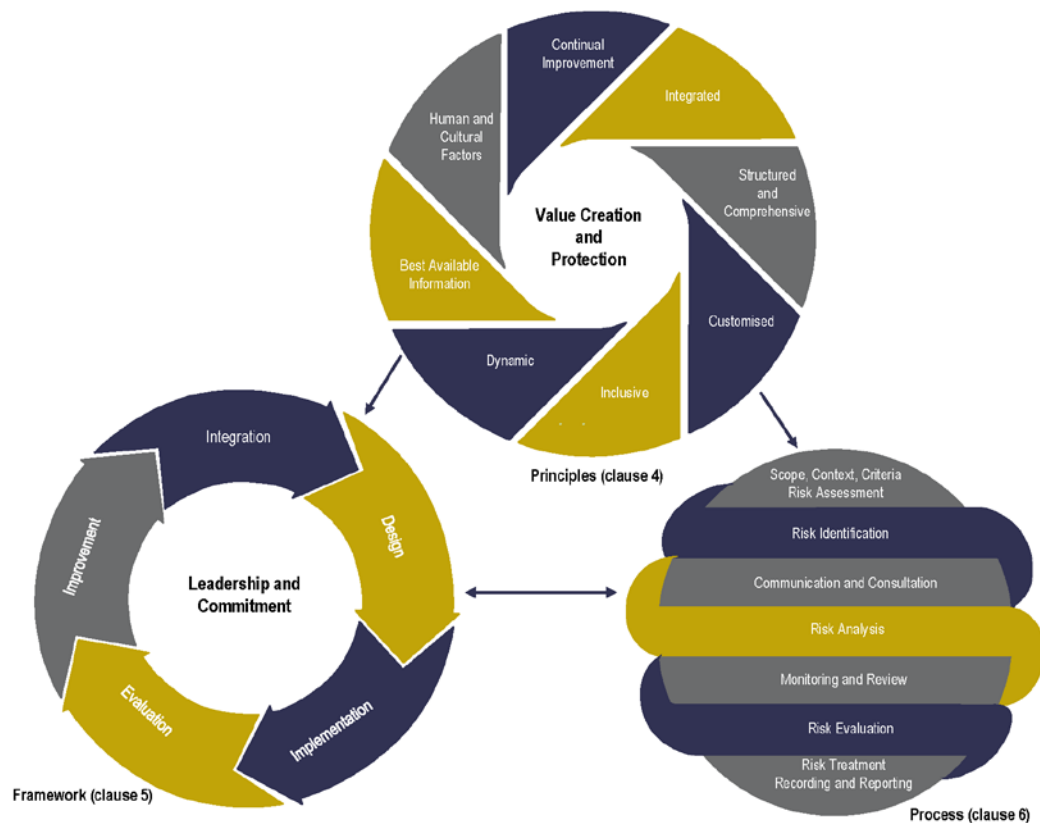 Continual
Improvement
Integrated
Human and
Cultural
Factors
Structured
and
Comprehensive
Value Creation
and
Protection
Best Available
Information
Customised
Dynamic
Inclusive
Principles (clause 4)
Integration
Design
Improvement
Leadership and
Commitment
Evaluation
Implementation
Framework (clause 5)
Scope, Context, Criteria
Risk Assessment
Risk Identification
Communication and Consultation
Risk Analysis
Monitoring and Review
Risk Evaluation
Risk Treatment
Recording and Reporting
Process (clause 6)